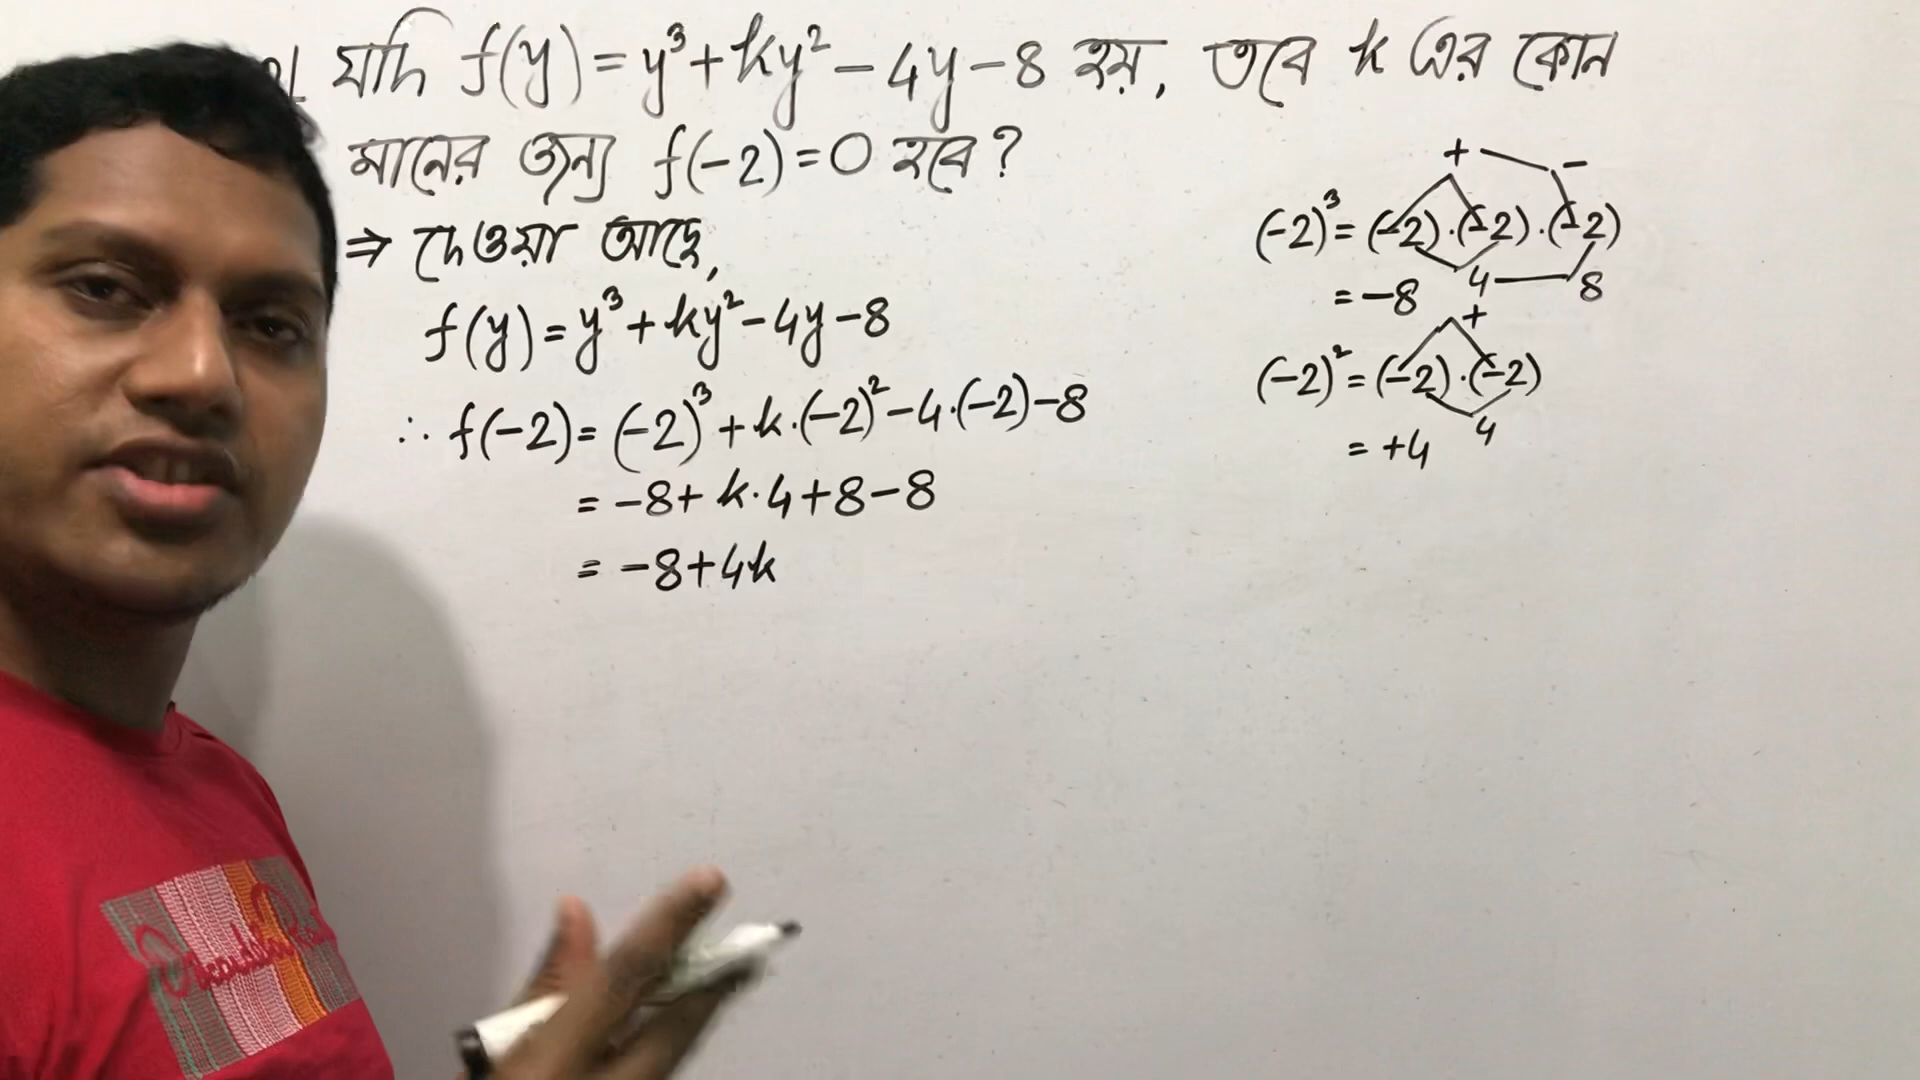 যদি f(y) = y³ + ky² - 4y - 8 হয়, তবে k এর কোন
মানের জন্য f(-2) = 0 হবে?
⇒ দেওয়া আছে,
f(y) = y³ + ky² - 4y - 8
∴ f(-2) = (-2)³ + k·(-2)² - 4·(-2) - 8
= -8 + k·4 + 8 - 8
= -8 + 4k
+ -
(-2)³ = (-2)·(-2)·(-2)
4 8
= -8
+
(-2)² = (-2)·(-2)
4
= +4